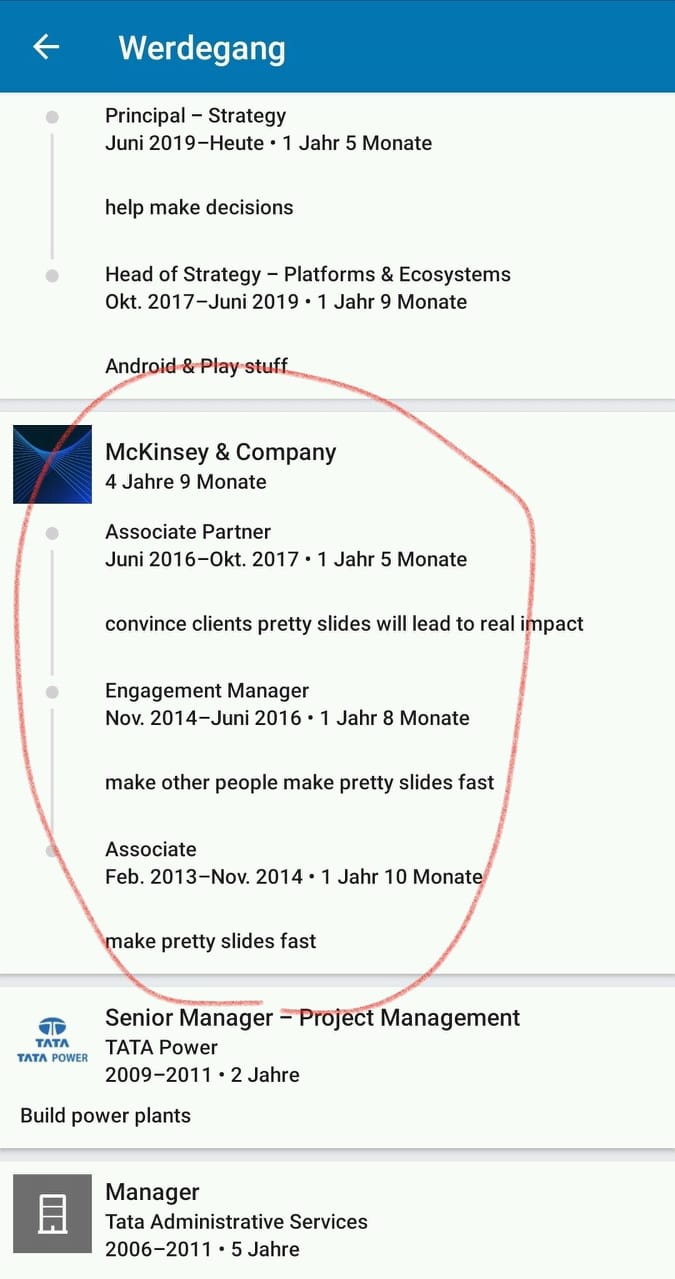 Werdegang
Principal – Strategy
Juni 2019–Heute • 1 Jahr 5 Monate
help make decisions
Head of Strategy – Platforms & Ecosystems
Okt. 2017–Juni 2019 • 1 Jahr 9 Monate
Android & Play stuff
McKinsey & Company
4 Jahre 9 Monate
Associate Partner
Juni 2016–Okt. 2017 • 1 Jahr 5 Monate
convince clients pretty slides will lead to real impact
Engagement Manager
Nov. 2014–Juni 2016 • 1 Jahr 8 Monate
make other people make pretty slides fast
Associate
Feb. 2013–Nov. 2014 • 1 Jahr 10 Monate
make pretty slides fast
TATA
TATA POWER
Senior Manager – Project Management
TATA Power
2009–2011 • 2 Jahre
Build power plants
Manager
Tata Administrative Services
2006–2011 • 5 Jahre